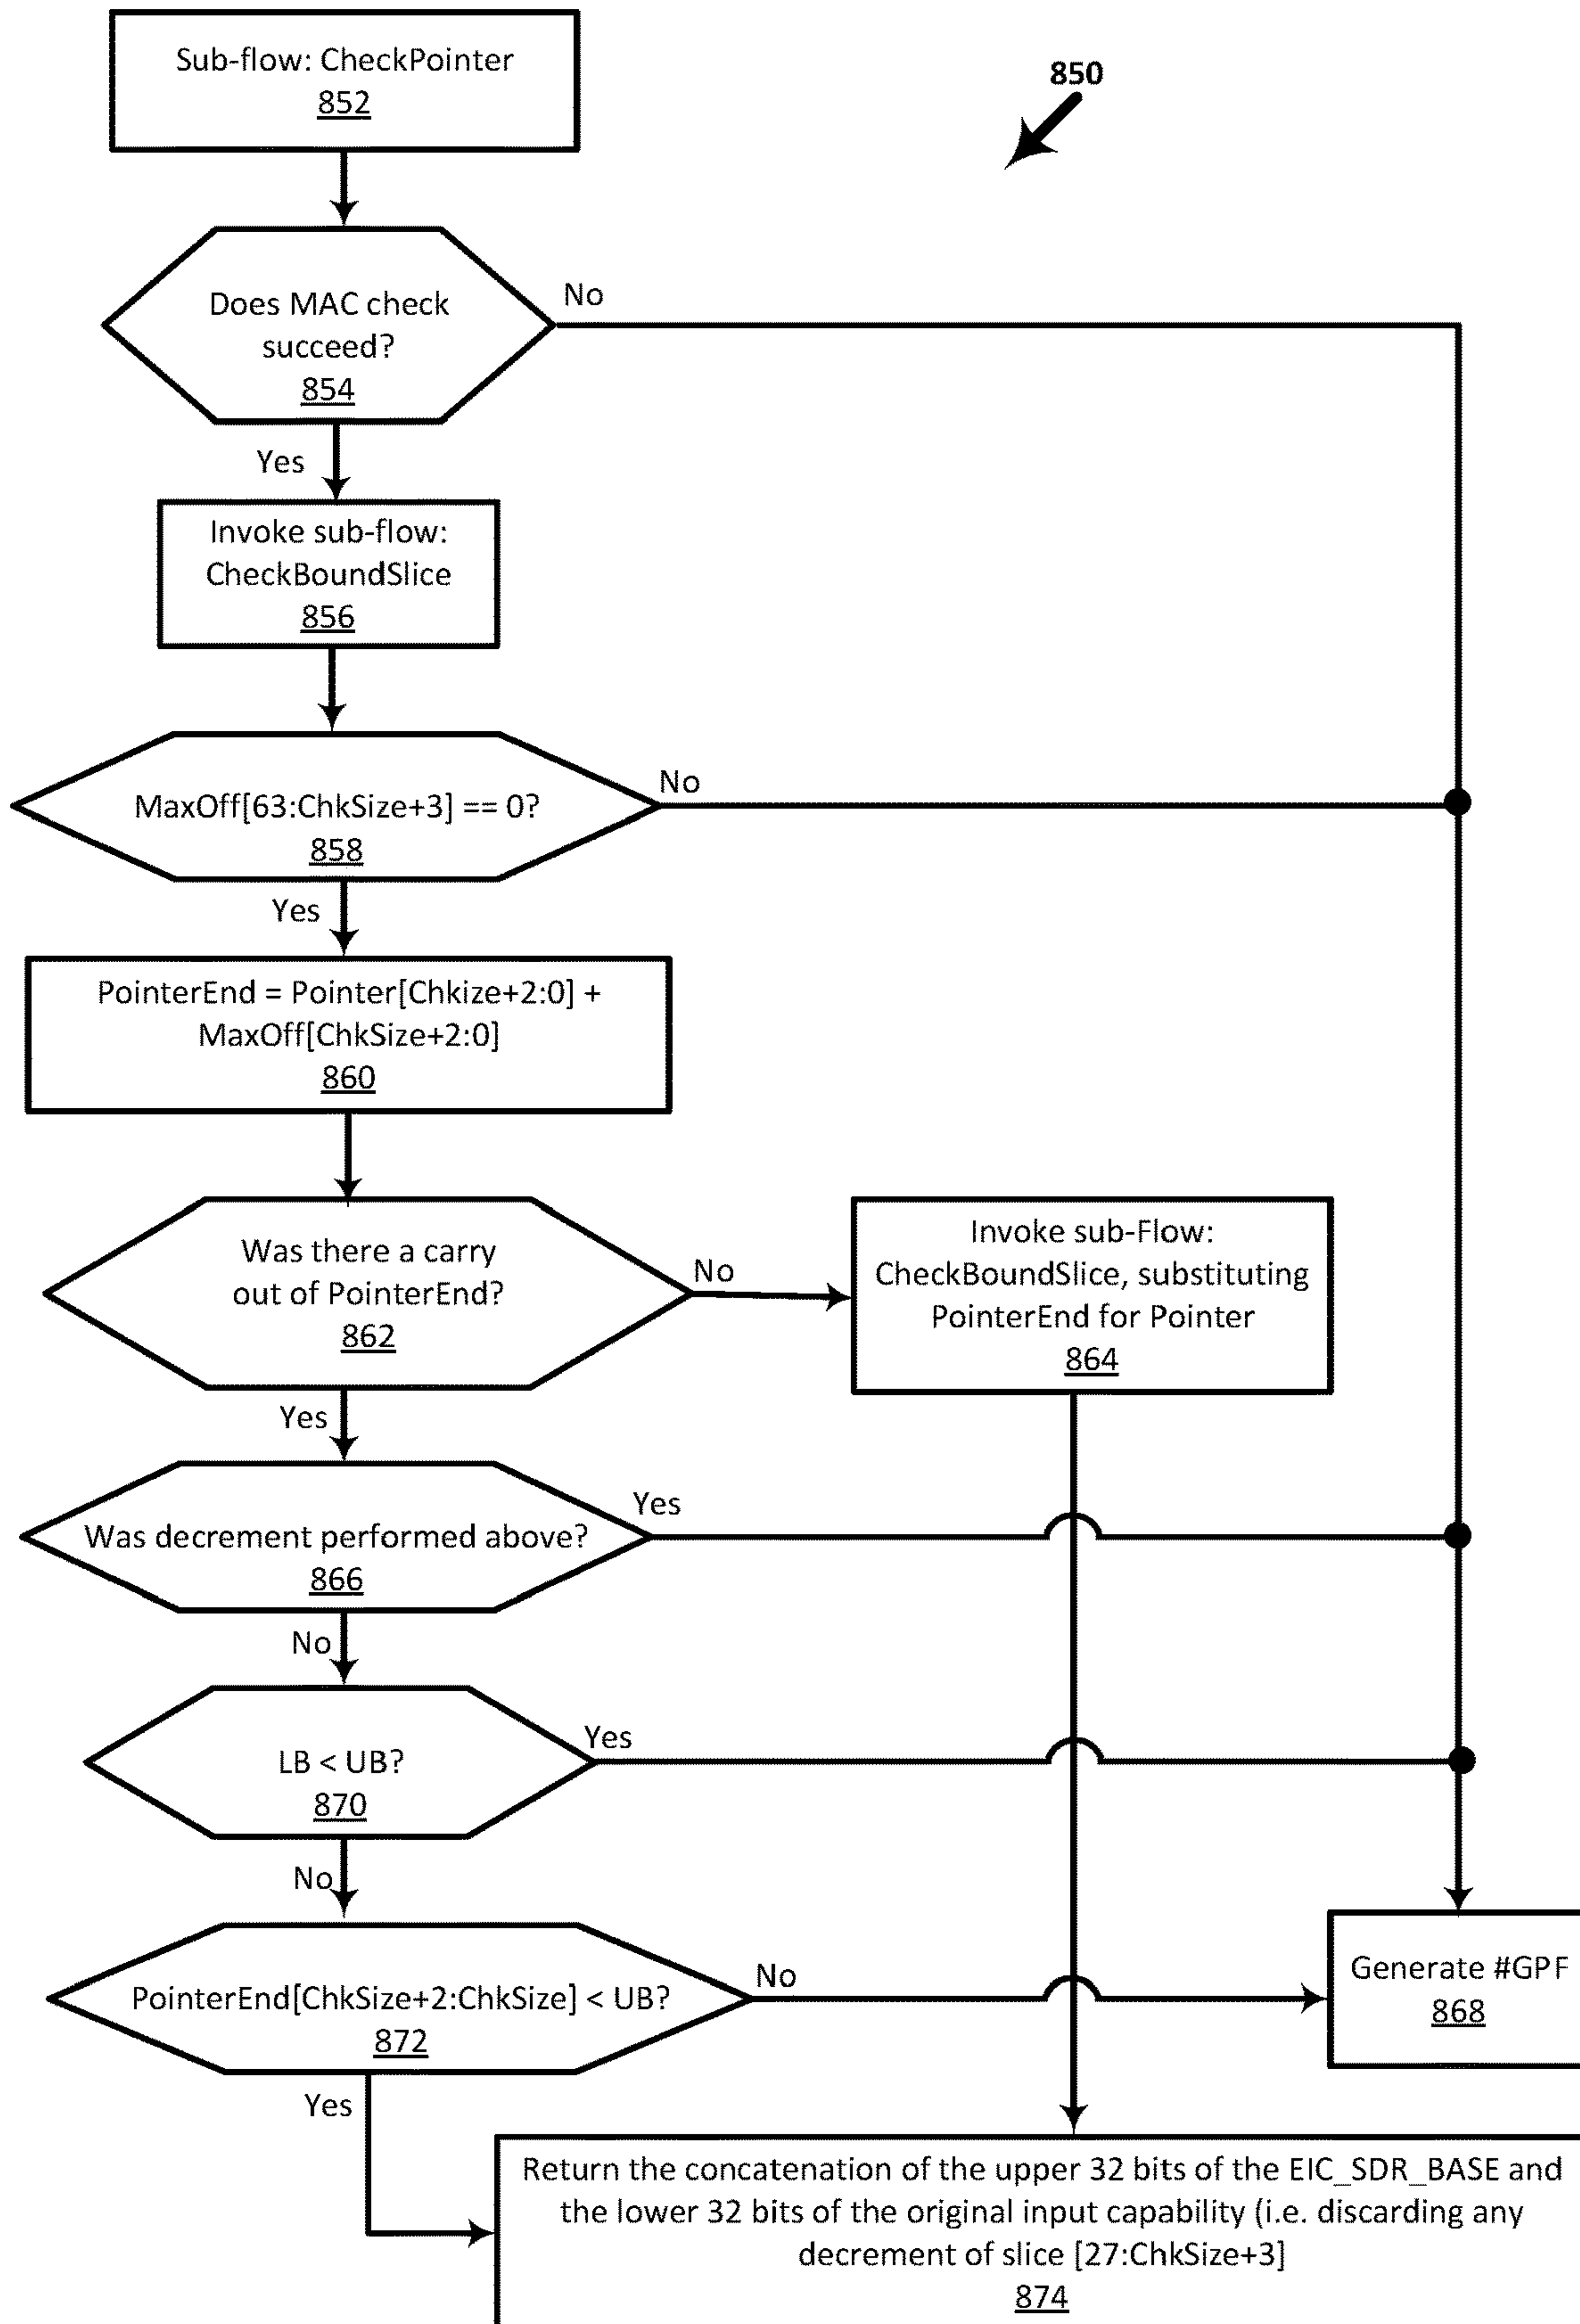 Sub-flow: CheckPointer
852
850
Does MAC check
succeed?
854
No
Yes
Invoke sub-flow:
CheckBoundSlice
856
MaxOff[63:ChkSize+3] == 0?
858
No
Yes
PointerEnd = Pointer[Chkize+2:0] +
MaxOff[ChkSize+2:0]
860
Was there a carry
out of PointerEnd?
862
No
Invoke sub-Flow:
CheckBoundSlice, substituting
PointerEnd for Pointer
864
Yes
Was decrement performed above?
866
Yes
No
LB < UB?
870
Yes
No
PointerEnd[ChkSize+2:ChkSize] < UB?
872
No
Generate #GPF
868
Yes
Return the concatenation of the upper 32 bits of the EIC_SDR_BASE and
the lower 32 bits of the original input capability (i.e. discarding any
decrement of slice [27:ChkSize+3]
874